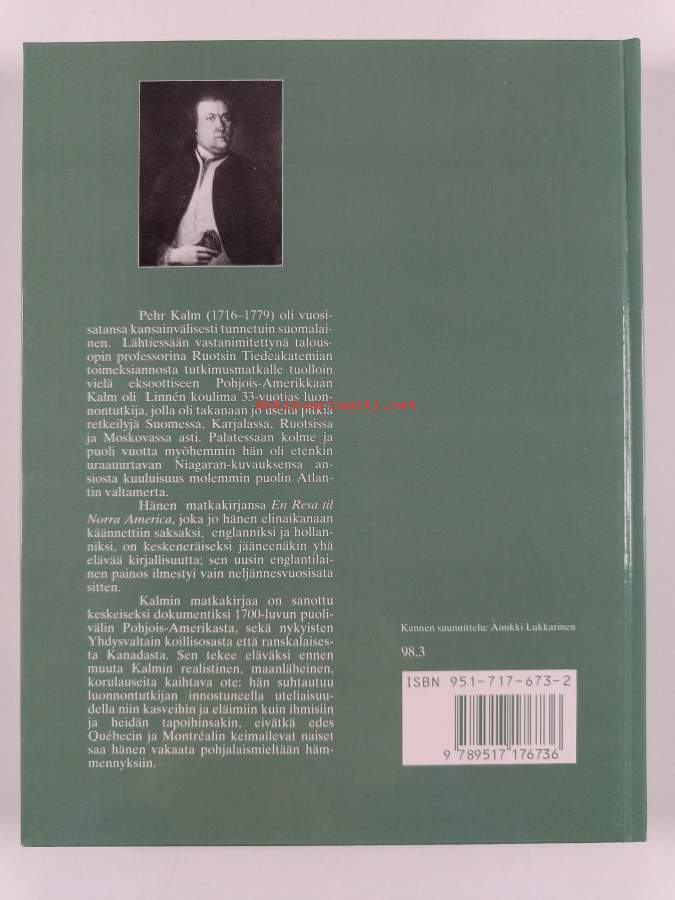 Pehr Kalm (1716–1779) oli vuosi-
satansa kansainvälisesti tunnetuin suomalai-
nen. Lähtiessään vastanimitettynä talous-
opin professorina Ruotsin Tiedeakatemian
toimeksiannosta tutkimusmatkalle tuolloin
vielä eksoottiseen Pohjois-Amerikkaan
Kalm oli Linnén koulima 33-vuotias luon-
nontutkija, jolla oli takanaan jo useita pitkiä
retkeilyjä Suomessa, Karjalassa, Ruotsissa
ja Moskovassa asti. Palatessaan kolme ja
puoli vuotta myöhemmin hän oli etenkin
uraauurtavan Niagaran-kuvauksensa an-
siosta kuuluisuus molemmin puolin Atlan-
tin valtamerta.
Hänen matkakirjansa En Resa til
Norra America, joka jo hänen elinaikanaan
käännettiin saksaksi, englanniksi ja hollan-
niksi, on keskeneräiseksi jääneenäkin yhä
elävää kirjallisuutta; sen uusin englantilai-
nen painos ilmestyi vain neljännesvuosisata
sitten.
Kalmin matkakirjaa on sanottu
keskeiseksi dokumentiksi 1700-luvun puoli-
välin Pohjois-Amerikasta, sekä nykyisten
Yhdysvaltain koillisosasta että ranskalaises-
ta Kanadasta. Sen tekee eläväksi ennen
muuta Kalmin realistinen, maanläheinen,
korulauseita kaihtava ote: hän suhtautuu
luonnontutkijan innostuneella uteliaisuu-
della niin kasveihin ja eläimiin kuin ihmisiin
ja heidän tapoihinsakin, eivätkä edes
Québecin ja Montréalin keimailevat naiset
saa hänen vakaata pohjalaismieltään häm-
mennyksiin.
Kannen suunnittelu: Ainikki Lukkarinen
98.3
ISBN 951-717-673-2
9 789517 176736